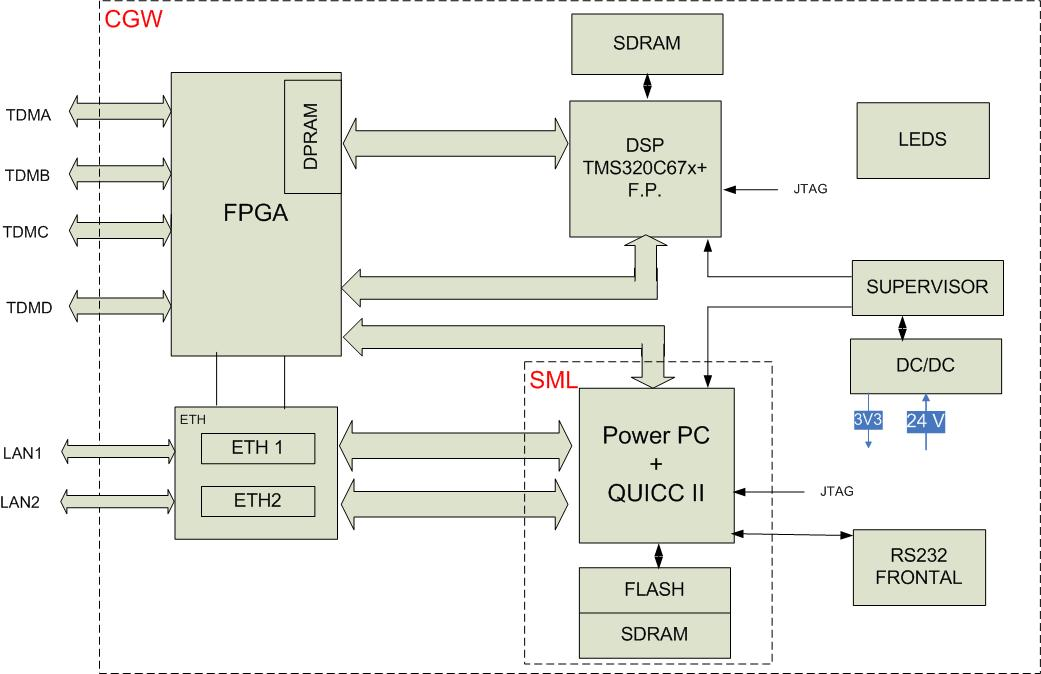 CGW
SDRAM
TDMA
TDMB
TDMC
TDMD
DPRAM
FPGA
DSP
TMS320C67x+
F.P.
JTAG
LEDS
SUPERVISOR
DC/DC
3V3
24 V
SML
ETH
ETH 1
ETH2
LAN1
LAN2
Power PC
+
QUICC II
JTAG
RS232
FRONTAL
FLASH
SDRAM